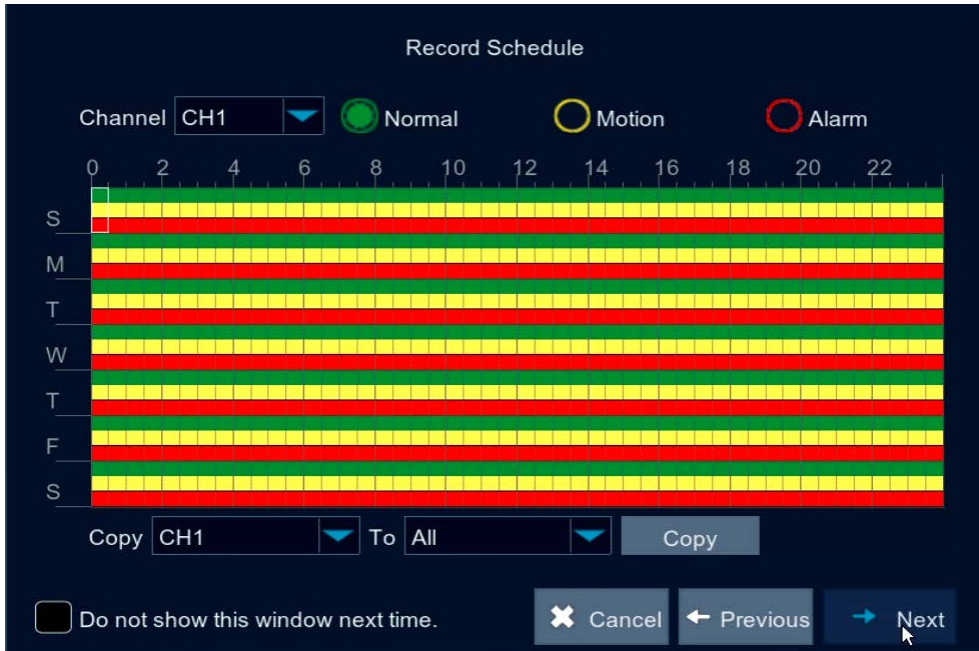 Record Schedule
Channel CH1 Normal Motion Alarm
0 2 4 6 8 10 12 14 16 18 20 22
S
M
T
W
T
F
S
Copy CH1 To All Copy
Do not show this window next time. Cancel Previous Next